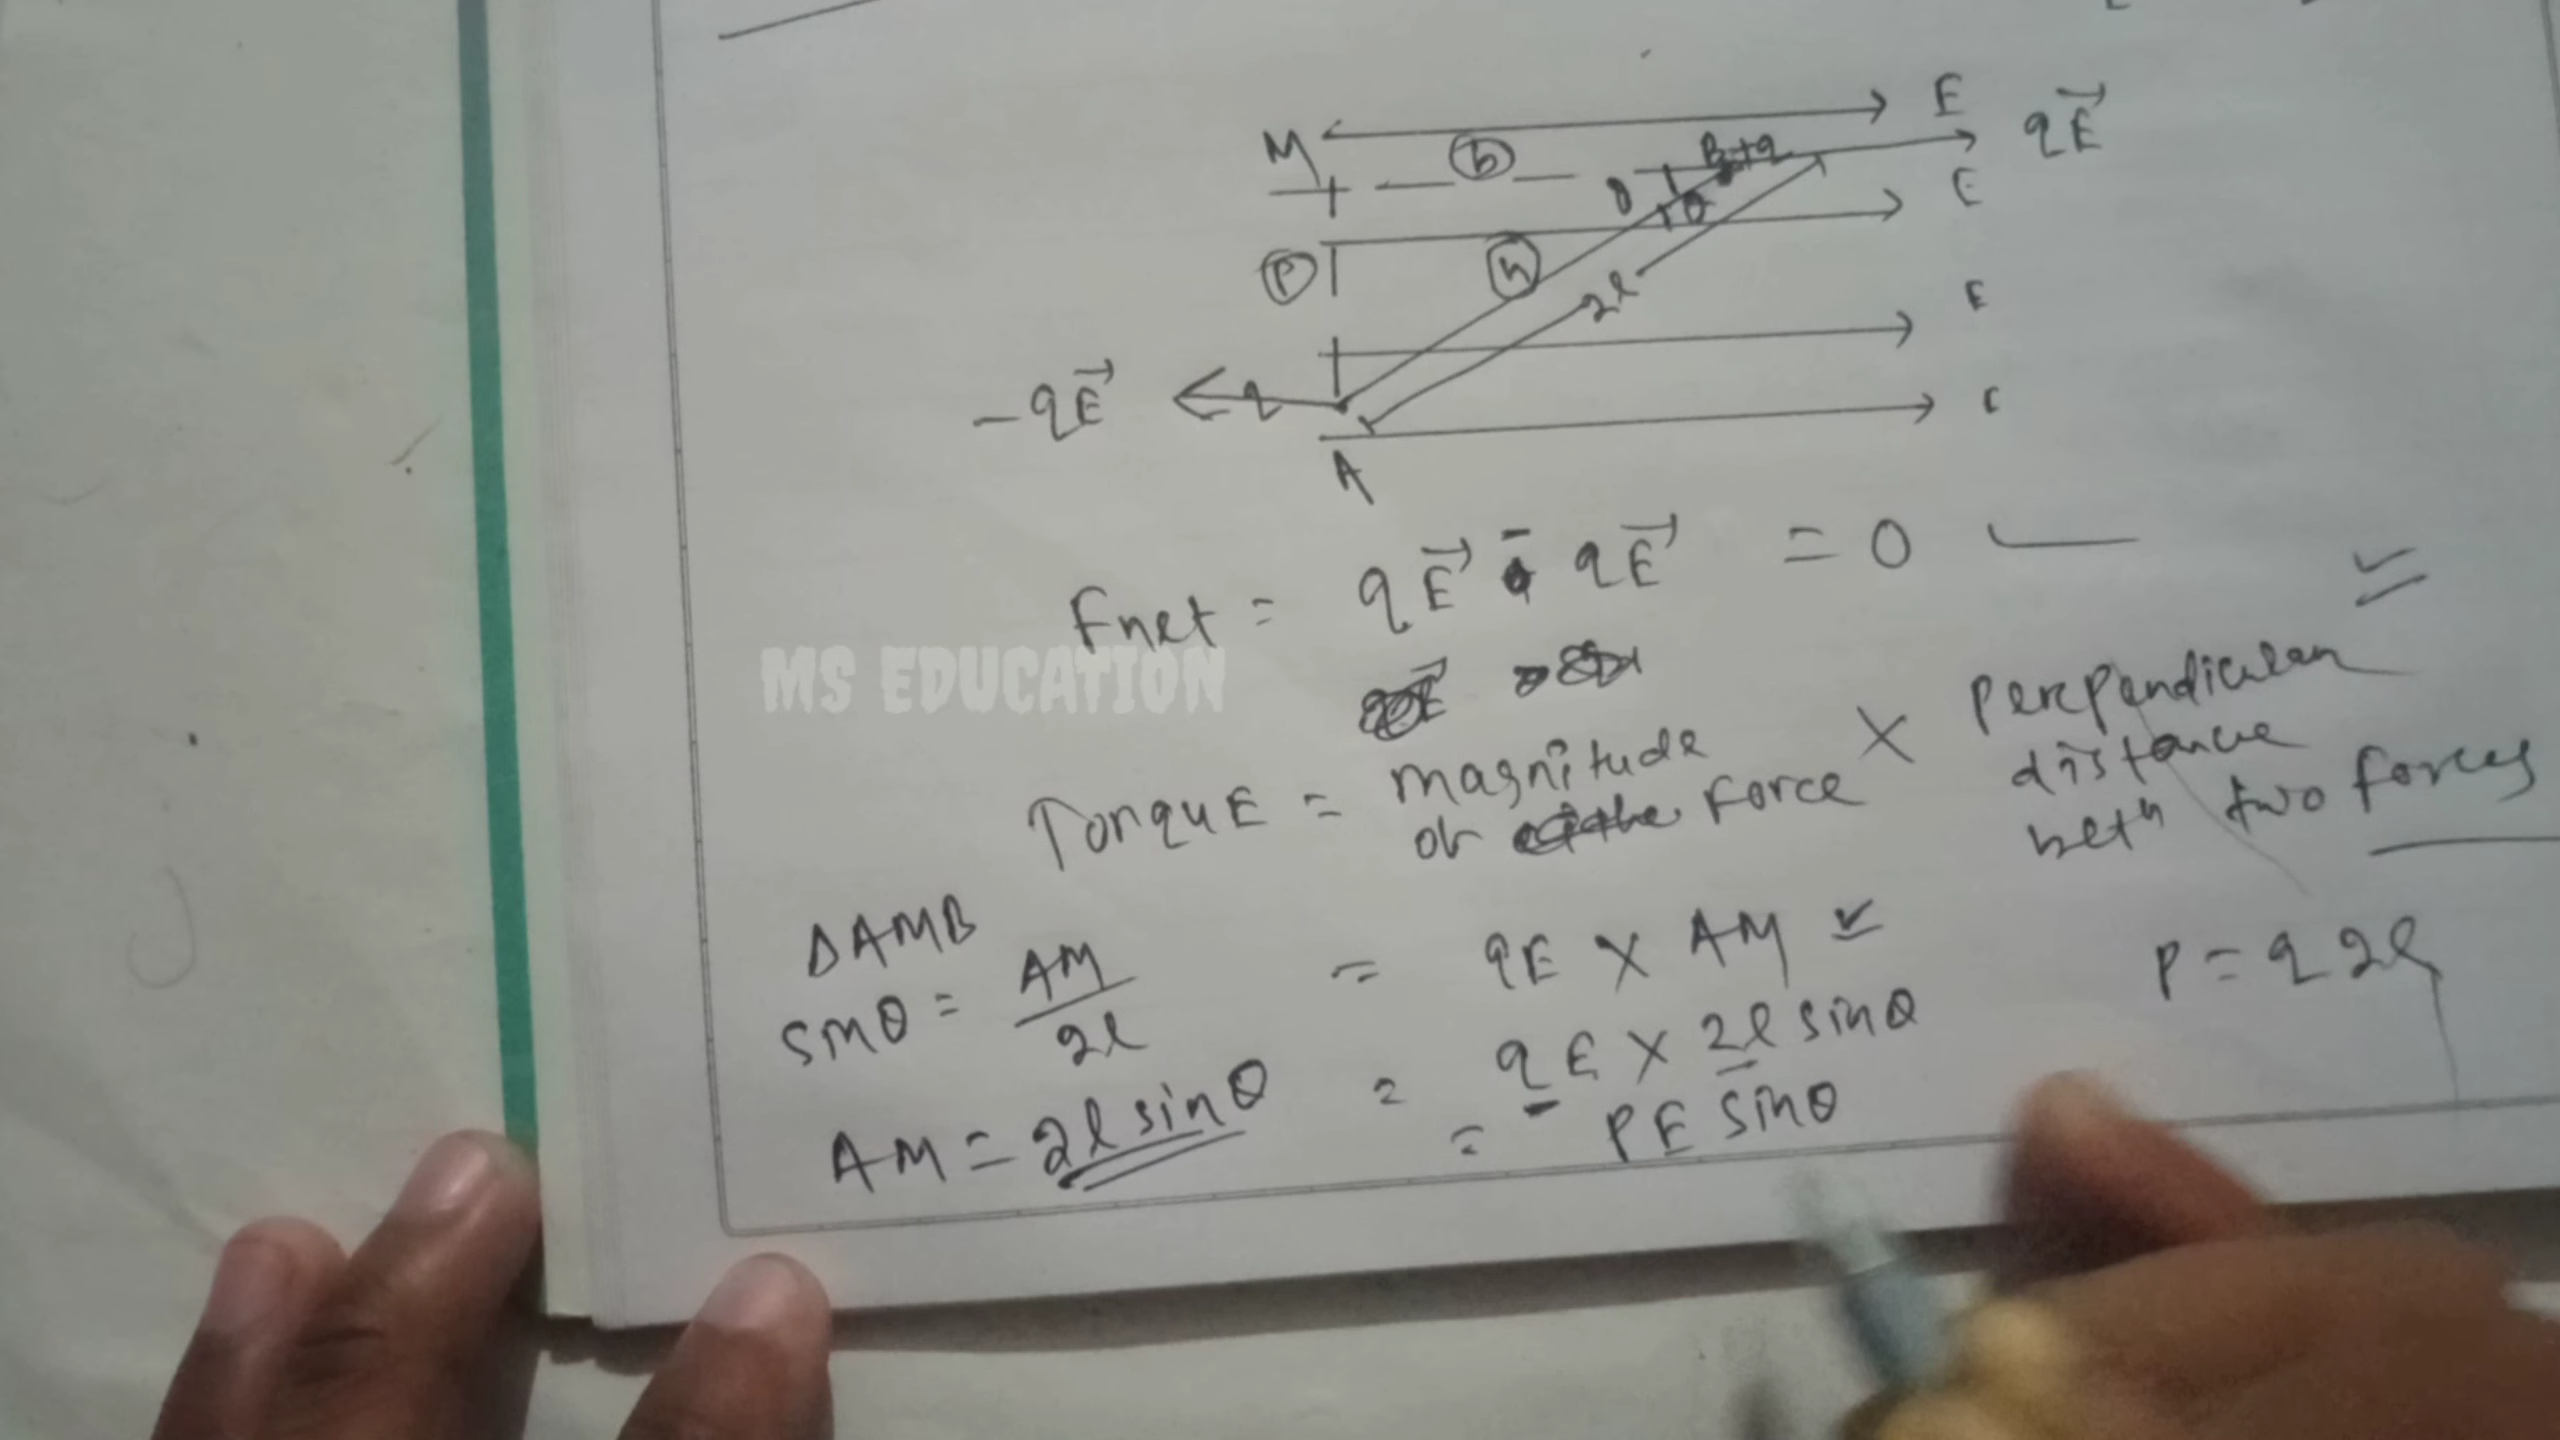 M E
b B+q qE⃗
θ E
P h
2l
E
-qE⃗ E
A
Fnet = qE⃗ - qE⃗ = 0
MS EDUCATION
TorquE = magnitude of Force × Perpendicular distance betn two forces
ΔAMB
sinθ = AM/2l
= qE × AM
P = q 2l
AM = 2l sinθ
= qE × 2l sinθ
= PE sinθ